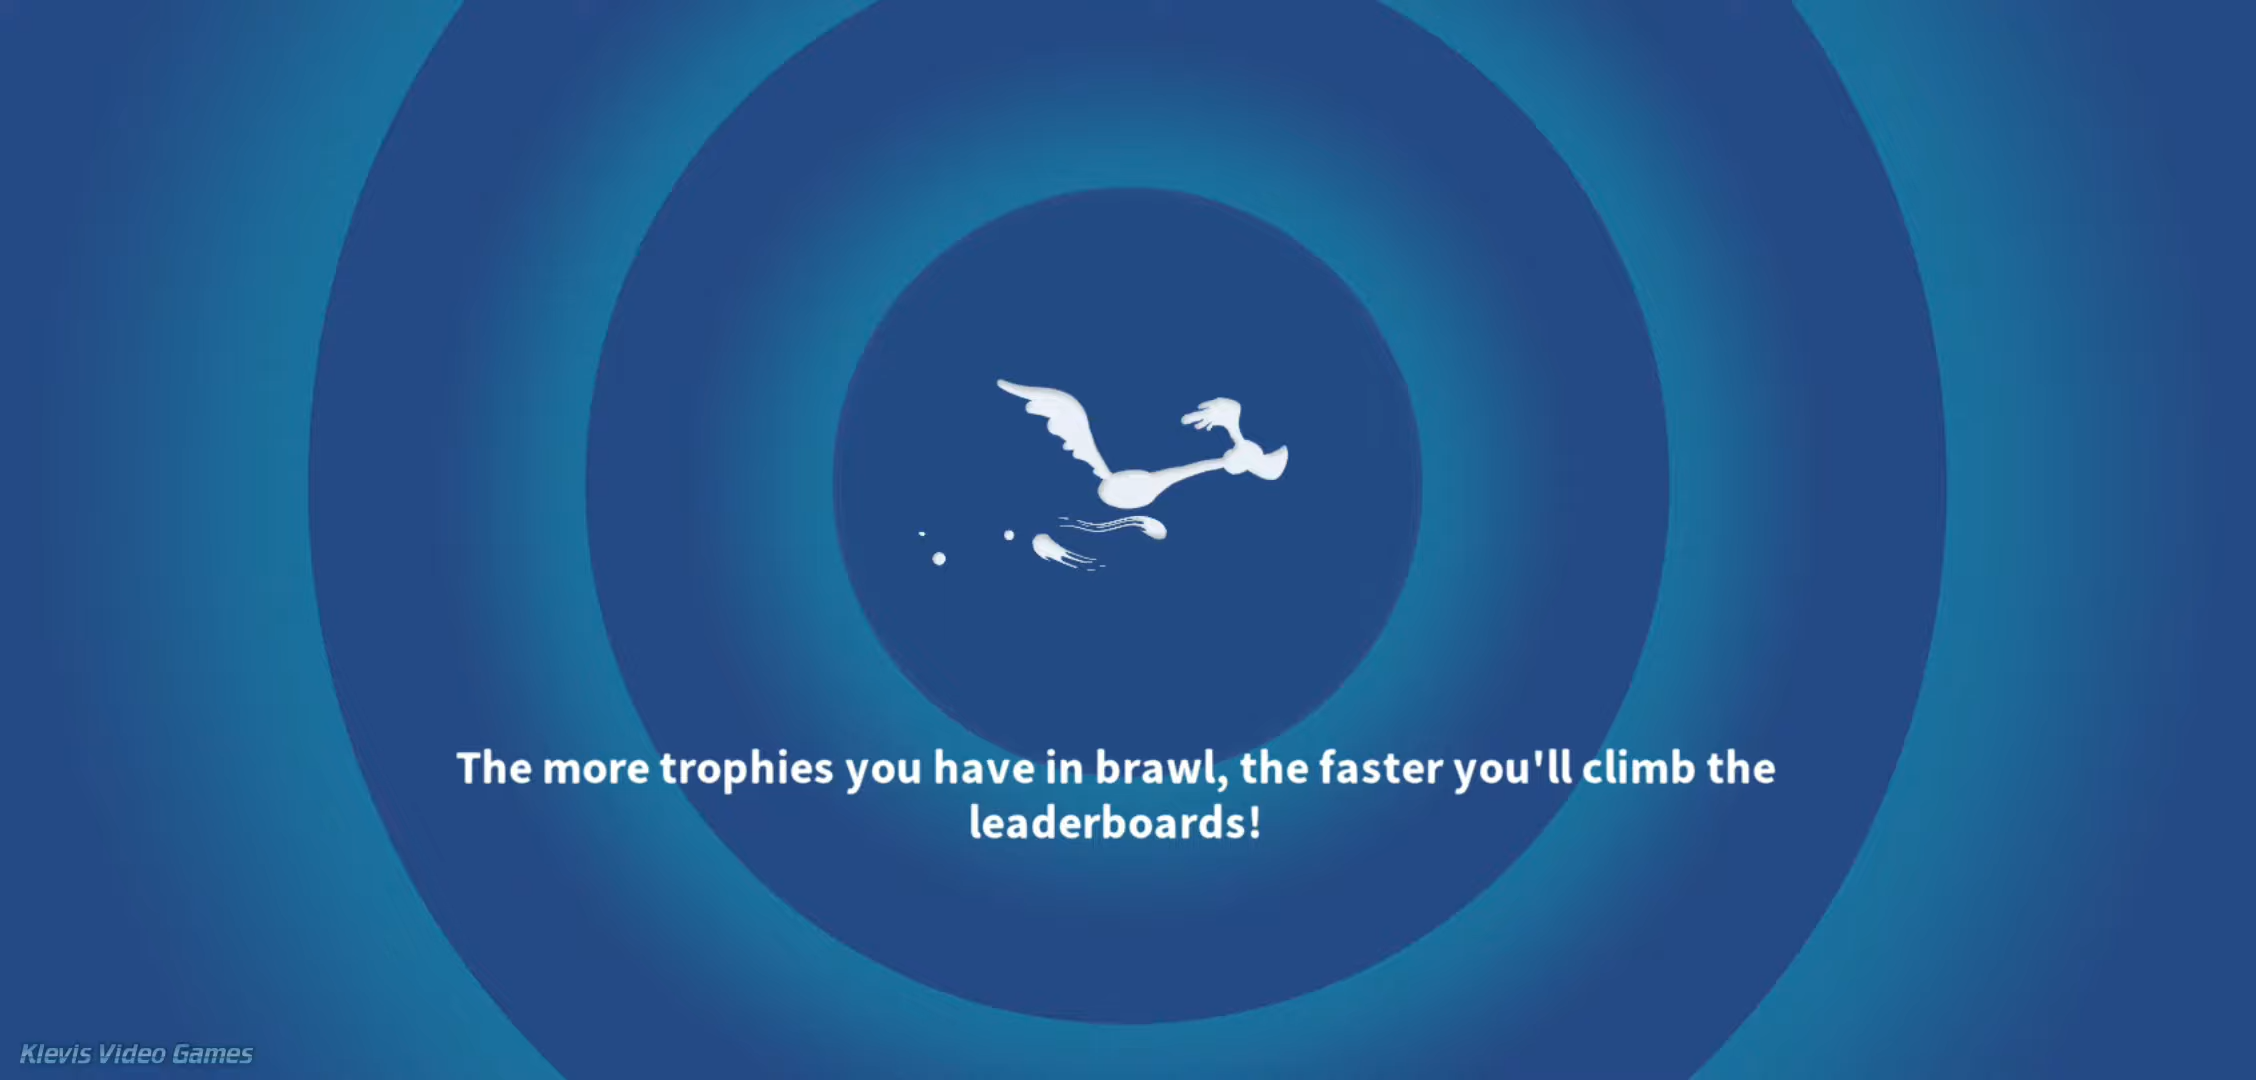 The more trophies you have in brawl, the faster you'll climb the
leaderboards!
Klevis Video Games